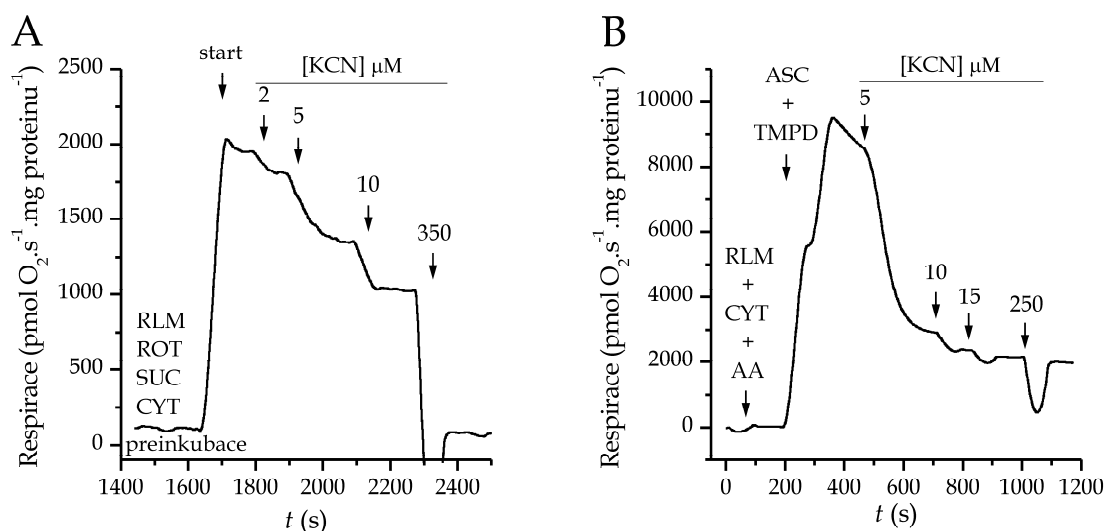 A
Respirace (pmol O₂.s⁻¹.mg proteinu⁻¹)
2500
2000
1500
1000
500
0
start
[KCN] μM
2
5
10
350
RLM
ROT
SUC
CYT
preinkubace
1400 1600 1800 2000 2200 2400
t (s)
B
Respirace (pmol O₂.s⁻¹.mg proteinu⁻¹)
10000
8000
6000
4000
2000
0
ASC
+
TMPD
[KCN] μM
5
RLM
+
CYT
+
AA
10
15
250
0 200 400 600 800 1000 1200
t (s)